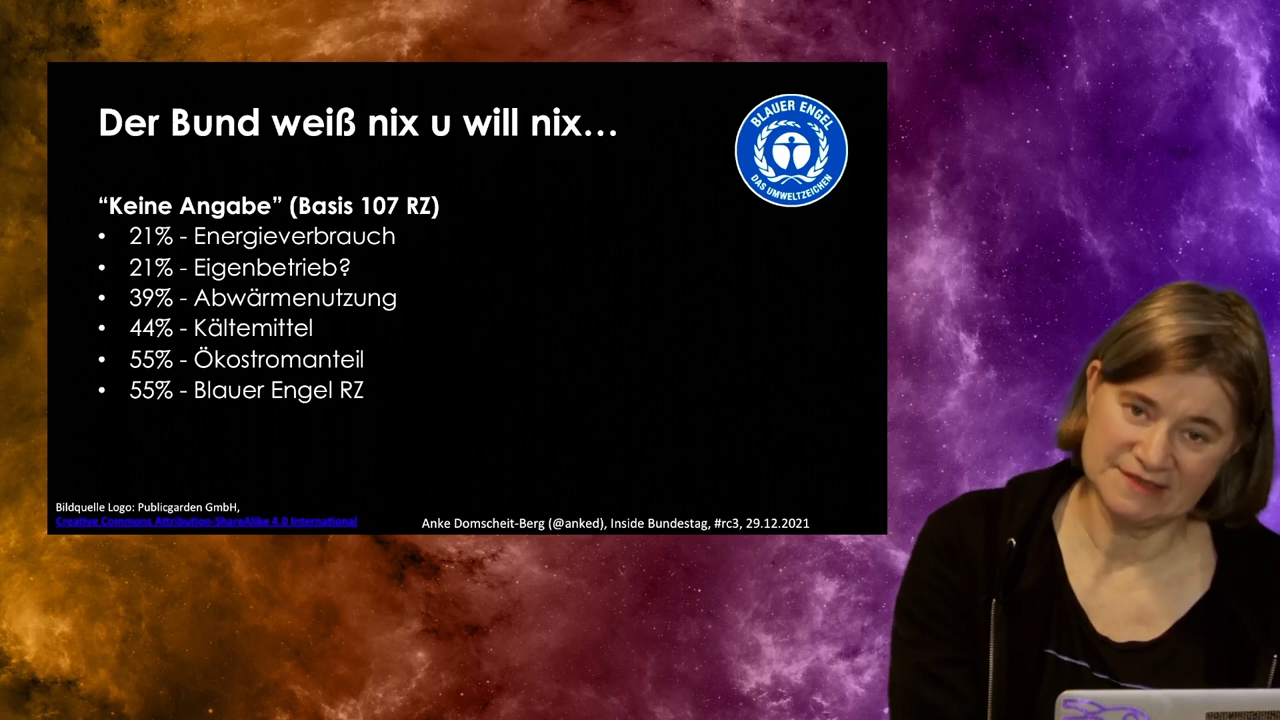 Der Bund weiß nix u will nix…
BLAUER ENGEL
DAS UMWELTZEICHEN
“Keine Angabe” (Basis 107 RZ)
• 21% - Energieverbrauch
• 21% - Eigenbetrieb?
• 39% - Abwärmenutzung
• 44% - Kältemittel
• 55% - Ökostromanteil
• 55% - Blauer Engel RZ
Bildquelle Logo: Publicgarden GmbH,
Creative Commons Attribution-ShareAlike 4.0 International
Anke Domscheit-Berg (@anked), Inside Bundestag, #rc3, 29.12.2021